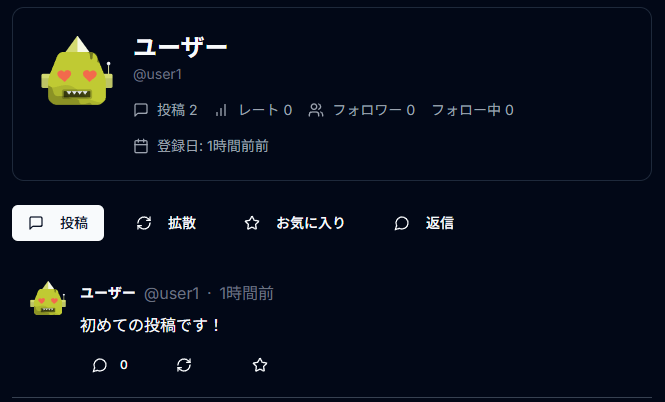 ユーザー
@user1
投稿 2 レート 0 フォロワー 0 フォロー中 0
登録日: 1時間前前
投稿 拡散 お気に入り 返信
ユーザー @user1 · 1時間前
初めての投稿です！
0